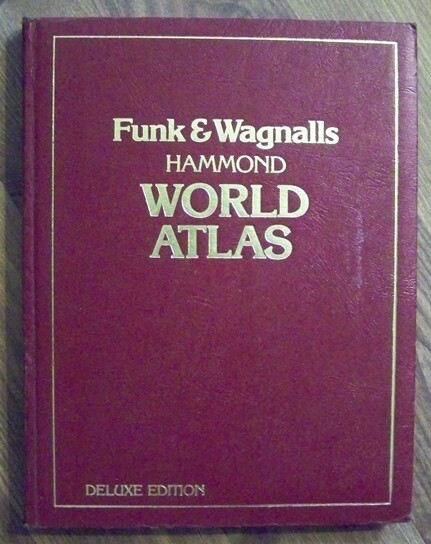 Funk & Wagnalls
HAMMOND
WORLD
ATLAS
DELUXE EDITION